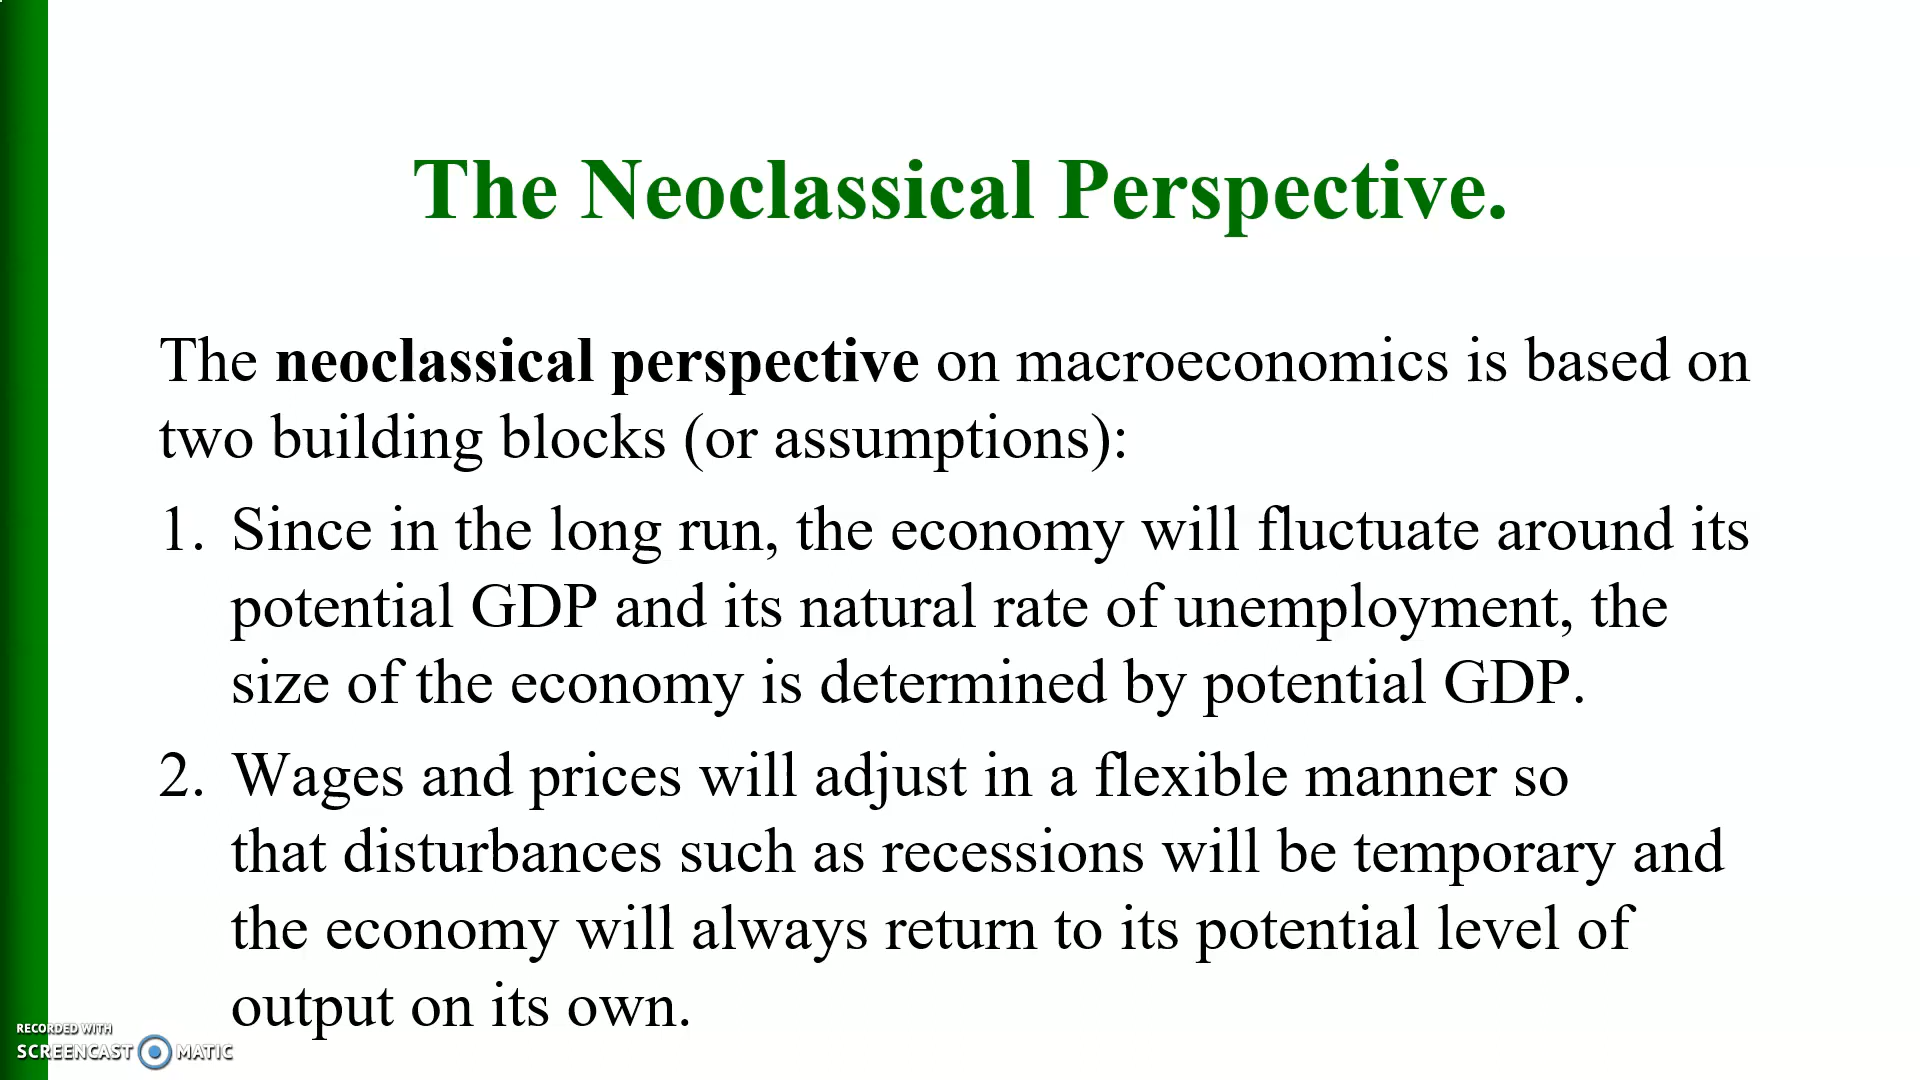 The Neoclassical Perspective.
The neoclassical perspective on macroeconomics is based on
two building blocks (or assumptions):
1. Since in the long run, the economy will fluctuate around its
potential GDP and its natural rate of unemployment, the
size of the economy is determined by potential GDP.
2. Wages and prices will adjust in a flexible manner so
that disturbances such as recessions will be temporary and
the economy will always return to its potential level of
output on its own.
RECORDED WITH
SCREENCAST MATIC